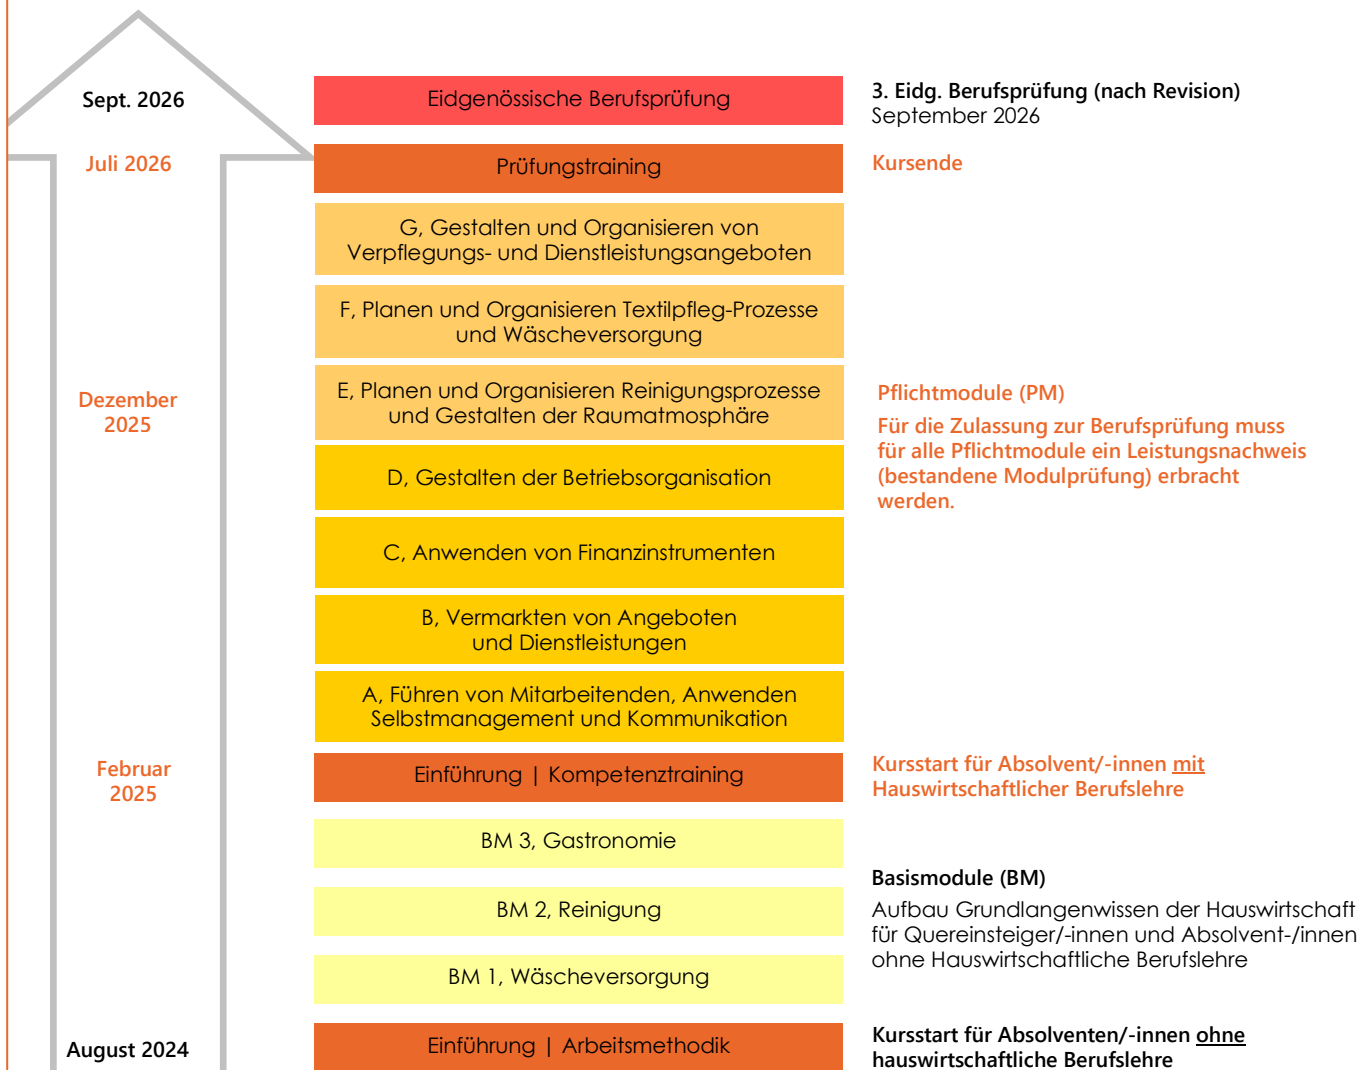 Sept. 2026
Eidgenössische Berufsprüfung
3. Eidg. Berufsprüfung (nach Revision)
September 2026
Juli 2026
Prüfungstraining
Kursende
G, Gestalten und Organisieren von
Verpflegungs- und Dienstleistungsangeboten
F, Planen und Organisieren Textilpfleg-Prozesse
und Wäscheversorgung
Dezember
2025
E, Planen und Organisieren Reinigungsprozesse
und Gestalten der Raumatmosphäre
Pflichtmodule (PM)
Für die Zulassung zur Berufsprüfung muss
für alle Pflichtmodule ein Leistungsnachweis
(bestandene Modulprüfung) erbracht
werden.
D, Gestalten der Betriebsorganisation
C, Anwenden von Finanzinstrumenten
B, Vermarkten von Angeboten
und Dienstleistungen
A, Führen von Mitarbeitenden, Anwenden
Selbstmanagement und Kommunikation
Februar
2025
Einführung | Kompetenztraining
Kursstart für Absolvent/-innen mit
Hauswirtschaftlicher Berufslehre
BM 3, Gastronomie
Basismodule (BM)
Aufbau Grundlangenwissen der Hauswirtschaft
für Quereinsteiger/-innen und Absolvent-/innen
ohne Hauswirtschaftliche Berufslehre
BM 2, Reinigung
BM 1, Wäscheversorgung
August 2024
Einführung | Arbeitsmethodik
Kursstart für Absolventen/-innen ohne
hauswirtschaftliche Berufslehre